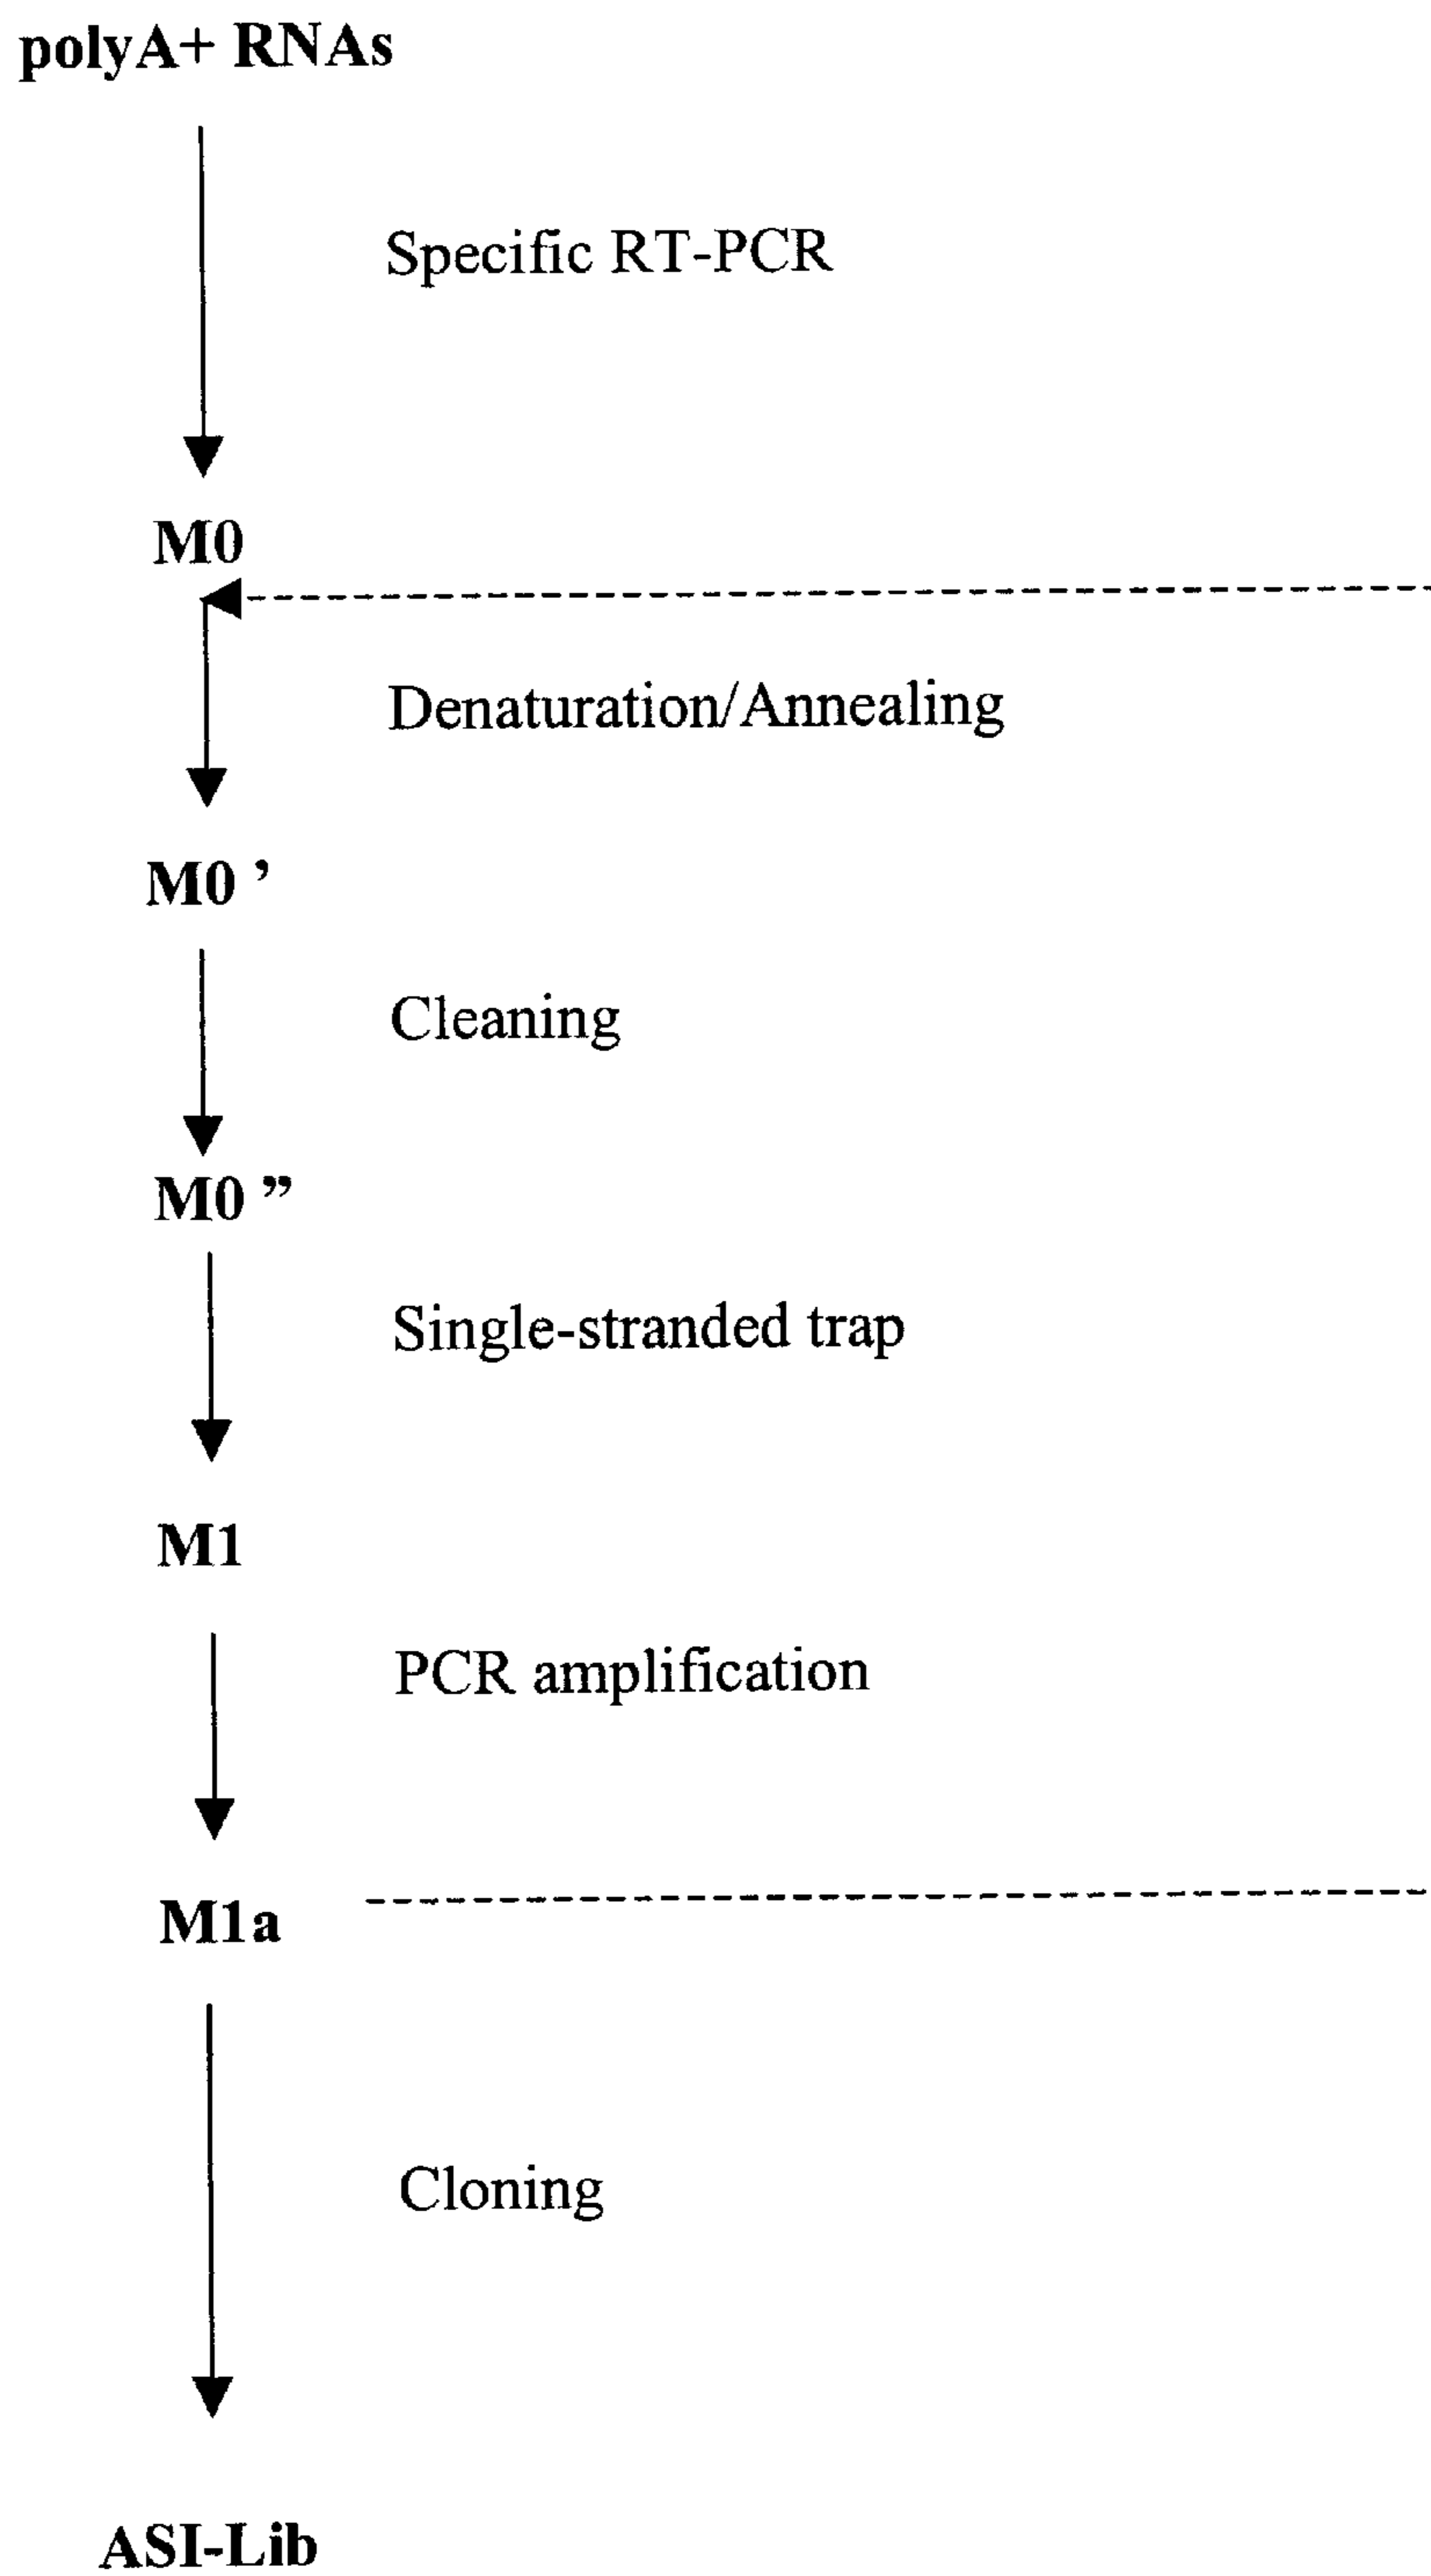 polyA+ RNAs
Specific RT-PCR
M0
Denaturation/Annealing
M0 ’
Cleaning
M0 ”
Single-stranded trap
M1
PCR amplification
M1a
Cloning
ASI-Lib